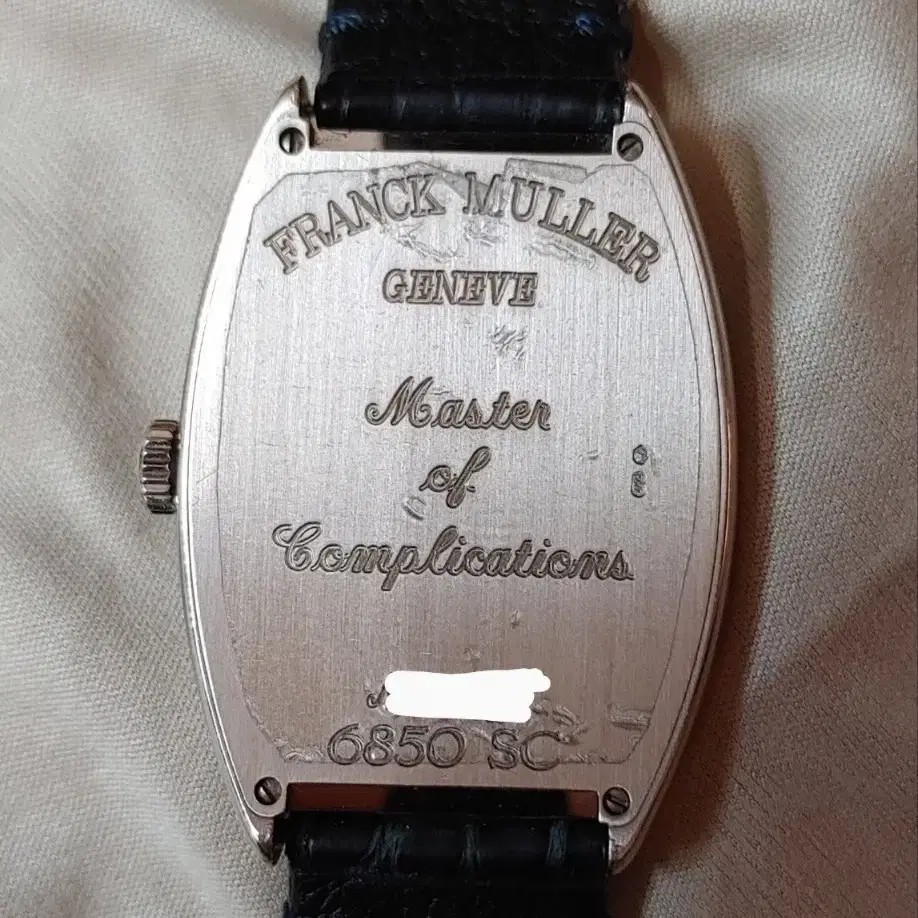 FRANCK MULLER
GENEVE
Master
of
Complications
6850 SC